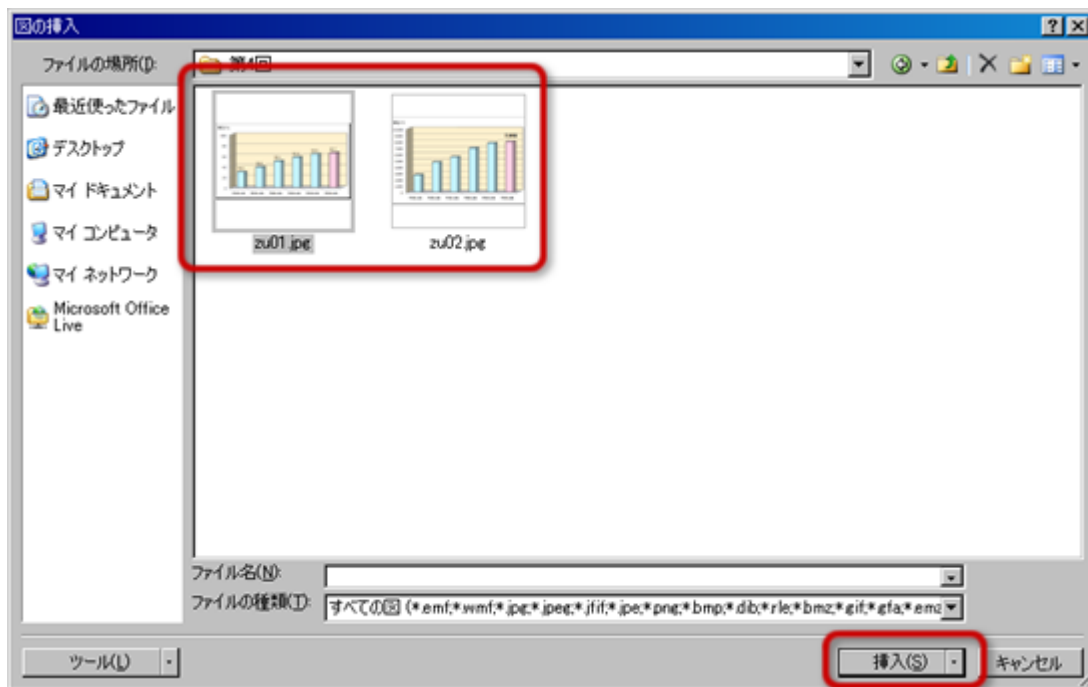 図の挿入
ファイルの場所(I):
第4回
最近使ったファイル
デスクトップ
マイ ドキュメント
マイ コンピュータ
マイ ネットワーク
Microsoft Office
Live
zu01.jpg
zu02.jpg
ファイル名(N):
ファイルの種類(T):
すべての図 (*.emf;*.wmf;*.jpg;*.jpeg;*.jfif;*.jpe;*.png;*.bmp;*.dib;*.rle;*.bmz;*.gif;*.gfa;*.emz
ツール(L)
挿入(S)
キャンセル